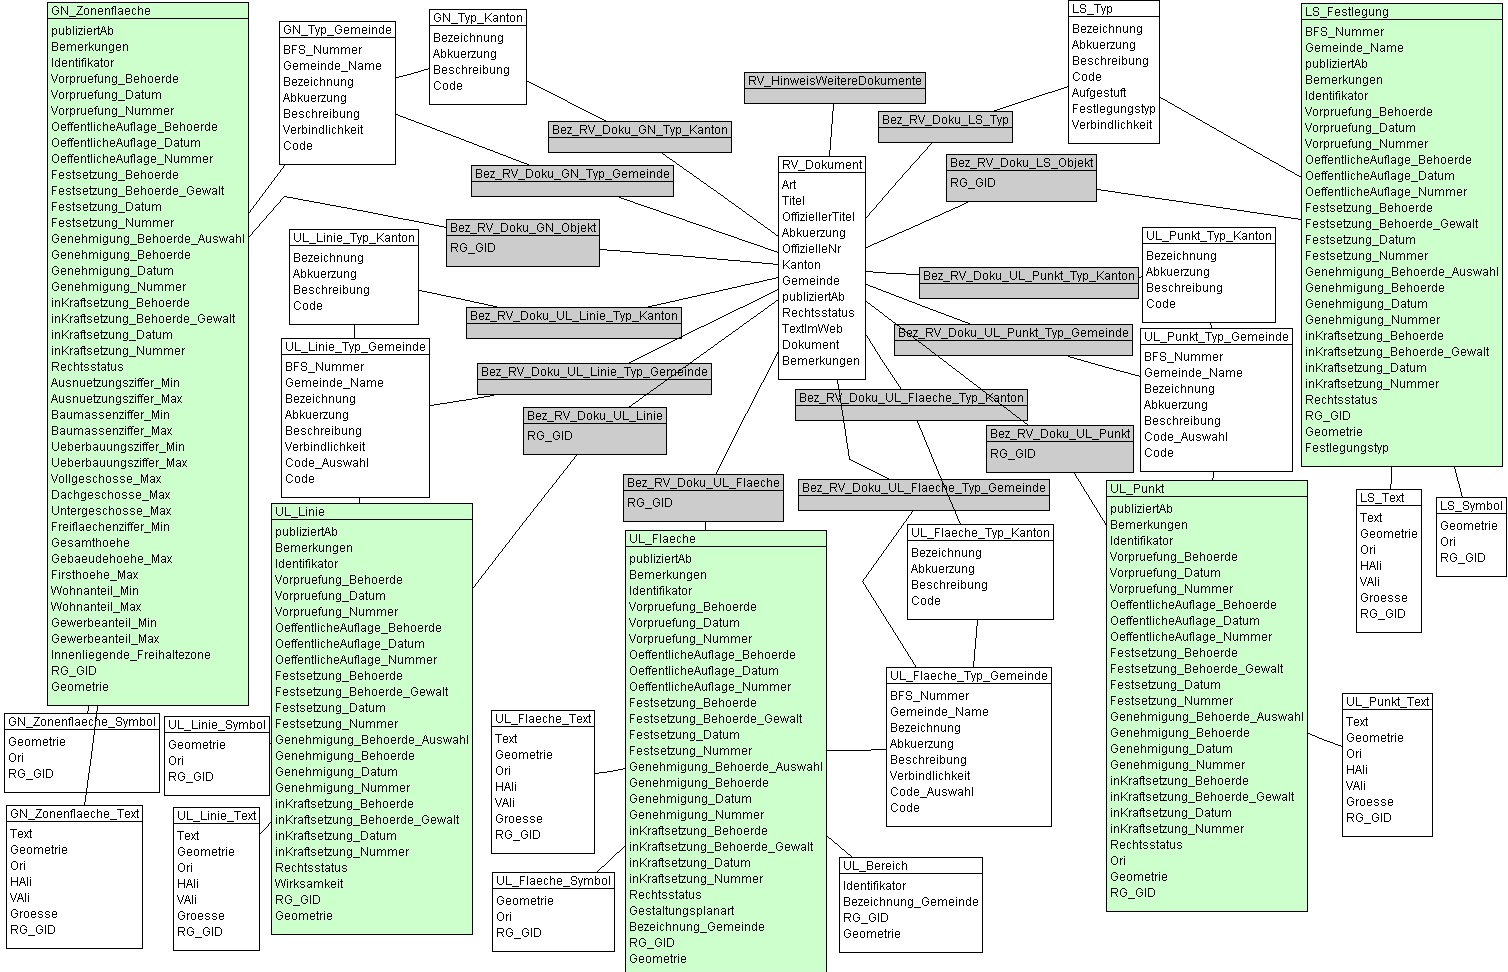 GN_Zonenflaeche
publiziertAb
Bemerkungen
Identifikator
Vorpruefung_Behoerde
Vorpruefung_Datum
Vorpruefung_Nummer
OeffentlicheAuflage_Behoerde
OeffentlicheAuflage_Datum
OeffentlicheAuflage_Nummer
Festsetzung_Behoerde
Festsetzung_Behoerde_Gewalt
Festsetzung_Datum
Festsetzung_Nummer
Genehmigung_Behoerde_Auswahl
Genehmigung_Behoerde
Genehmigung_Datum
Genehmigung_Nummer
inKraftsetzung_Behoerde
inKraftsetzung_Behoerde_Gewalt
inKraftsetzung_Datum
inKraftsetzung_Nummer
Rechtsstatus
Ausnuetzungsziffer_Min
Ausnuetzungsziffer_Max
Baumassenziffer_Min
Baumassenziffer_Max
Ueberbauungsziffer_Min
Ueberbauungsziffer_Max
Vollgeschosse_Max
Dachgeschosse_Max
Untergeschosse_Max
Freiflaechenziffer_Min
Gesamthoehe
Gebaeudehoehe_Max
Firsthoehe_Max
Wohnanteil_Min
Wohnanteil_Max
Gewerbeanteil_Min
Gewerbeanteil_Max
Innenliegende_Freihaltezone
RG_GID
Geometrie
GN_Zonenflaeche_Symbol
Geometrie
Ori
RG_GID
GN_Zonenflaeche_Text
Text
Geometrie
Ori
HAli
VAli
Groesse
RG_GID
GN_Typ_Gemeinde
BFS_Nummer
Gemeinde_Name
Bezeichnung
Abkuerzung
Beschreibung
Verbindlichkeit
Code
GN_Typ_Kanton
Bezeichnung
Abkuerzung
Beschreibung
Code
Bez_RV_Doku_GN_Typ_Kanton
Bez_RV_Doku_GN_Typ_Gemeinde
Bez_RV_Doku_GN_Objekt
RG_GID
UL_Linie_Typ_Kanton
Bezeichnung
Abkuerzung
Beschreibung
Code
Bez_RV_Doku_UL_Linie_Typ_Kanton
UL_Linie_Typ_Gemeinde
BFS_Nummer
Gemeinde_Name
Bezeichnung
Abkuerzung
Beschreibung
Verbindlichkeit
Code_Auswahl
Code
Bez_RV_Doku_UL_Linie_Typ_Gemeinde
Bez_RV_Doku_UL_Linie
RG_GID
UL_Linie
publiziertAb
Bemerkungen
Identifikator
Vorpruefung_Behoerde
Vorpruefung_Datum
Vorpruefung_Nummer
OeffentlicheAuflage_Behoerde
OeffentlicheAuflage_Datum
OeffentlicheAuflage_Nummer
Festsetzung_Behoerde
Festsetzung_Behoerde_Gewalt
Festsetzung_Datum
Festsetzung_Nummer
Genehmigung_Behoerde_Auswahl
Genehmigung_Behoerde
Genehmigung_Datum
Genehmigung_Nummer
inKraftsetzung_Behoerde
inKraftsetzung_Behoerde_Gewalt
inKraftsetzung_Datum
inKraftsetzung_Nummer
Rechtsstatus
Wirksamkeit
RG_GID
Geometrie
UL_Linie_Symbol
Geometrie
Ori
RG_GID
UL_Linie_Text
Text
Geometrie
Ori
HAli
VAli
Groesse
RG_GID
RV_HinweisWeitereDokumente
RV_Dokument
Art
Titel
OffiziellerTitel
Abkuerzung
OffizielleNr
Kanton
Gemeinde
publiziertAb
Rechtsstatus
TextImWeb
Dokument
Bemerkungen
Bez_RV_Doku_UL_Flaeche_Typ_Kanton
Bez_RV_Doku_UL_Flaeche
RG_GID
Bez_RV_Doku_UL_Flaeche_Typ_Gemeinde
UL_Flaeche
publiziertAb
Bemerkungen
Identifikator
Vorpruefung_Behoerde
Vorpruefung_Datum
Vorpruefung_Nummer
OeffentlicheAuflage_Behoerde
OeffentlicheAuflage_Datum
OeffentlicheAuflage_Nummer
Festsetzung_Behoerde
Festsetzung_Behoerde_Gewalt
Festsetzung_Datum
Festsetzung_Nummer
Genehmigung_Behoerde_Auswahl
Genehmigung_Behoerde
Genehmigung_Datum
Genehmigung_Nummer
inKraftsetzung_Behoerde
inKraftsetzung_Behoerde_Gewalt
inKraftsetzung_Datum
inKraftsetzung_Nummer
Rechtsstatus
Gestaltungsplanart
Bezeichnung_Gemeinde
RG_GID
Geometrie
UL_Flaeche_Text
Text
Geometrie
Ori
HAli
VAli
Groesse
RG_GID
UL_Flaeche_Symbol
Geometrie
Ori
RG_GID
UL_Flaeche_Typ_Kanton
Bezeichnung
Abkuerzung
Beschreibung
Code
UL_Flaeche_Typ_Gemeinde
BFS_Nummer
Gemeinde_Name
Bezeichnung
Abkuerzung
Beschreibung
Verbindlichkeit
Code_Auswahl
Code
UL_Bereich
Identifikator
Bezeichnung_Gemeinde
RG_GID
Geometrie
LS_Typ
Bezeichnung
Abkuerzung
Beschreibung
Code
Aufgestuft
Festlegungstyp
Verbindlichkeit
Bez_RV_Doku_LS_Typ
Bez_RV_Doku_LS_Objekt
RG_GID
UL_Punkt_Typ_Kanton
Bezeichnung
Abkuerzung
Beschreibung
Code
Bez_RV_Doku_UL_Punkt_Typ_Kanton
Bez_RV_Doku_UL_Punkt_Typ_Gemeinde
UL_Punkt_Typ_Gemeinde
BFS_Nummer
Gemeinde_Name
Bezeichnung
Abkuerzung
Beschreibung
Code_Auswahl
Code
Bez_RV_Doku_UL_Punkt
RG_GID
UL_Punkt
publiziertAb
Bemerkungen
Identifikator
Vorpruefung_Behoerde
Vorpruefung_Datum
Vorpruefung_Nummer
OeffentlicheAuflage_Behoerde
OeffentlicheAuflage_Datum
OeffentlicheAuflage_Nummer
Festsetzung_Behoerde
Festsetzung_Behoerde_Gewalt
Festsetzung_Datum
Festsetzung_Nummer
Genehmigung_Behoerde_Auswahl
Genehmigung_Behoerde
Genehmigung_Datum
Genehmigung_Nummer
inKraftsetzung_Behoerde
inKraftsetzung_Behoerde_Gewalt
inKraftsetzung_Datum
inKraftsetzung_Nummer
Rechtsstatus
Ori
Geometrie
RG_GID
UL_Punkt_Text
Text
Geometrie
Ori
HAli
VAli
Groesse
RG_GID
LS_Festlegung
BFS_Nummer
Gemeinde_Name
publiziertAb
Bemerkungen
Identifikator
Vorpruefung_Behoerde
Vorpruefung_Datum
Vorpruefung_Nummer
OeffentlicheAuflage_Behoerde
OeffentlicheAuflage_Datum
OeffentlicheAuflage_Nummer
Festsetzung_Behoerde
Festsetzung_Behoerde_Gewalt
Festsetzung_Datum
Festsetzung_Nummer
Genehmigung_Behoerde_Auswahl
Genehmigung_Behoerde
Genehmigung_Datum
Genehmigung_Nummer
inKraftsetzung_Behoerde
inKraftsetzung_Behoerde_Gewalt
inKraftsetzung_Datum
inKraftsetzung_Nummer
Rechtsstatus
RG_GID
Geometrie
Festlegungstyp
LS_Text
Text
Geometrie
Ori
HAli
VAli
Groesse
RG_GID
LS_Symbol
Geometrie
Ori
RG_GID